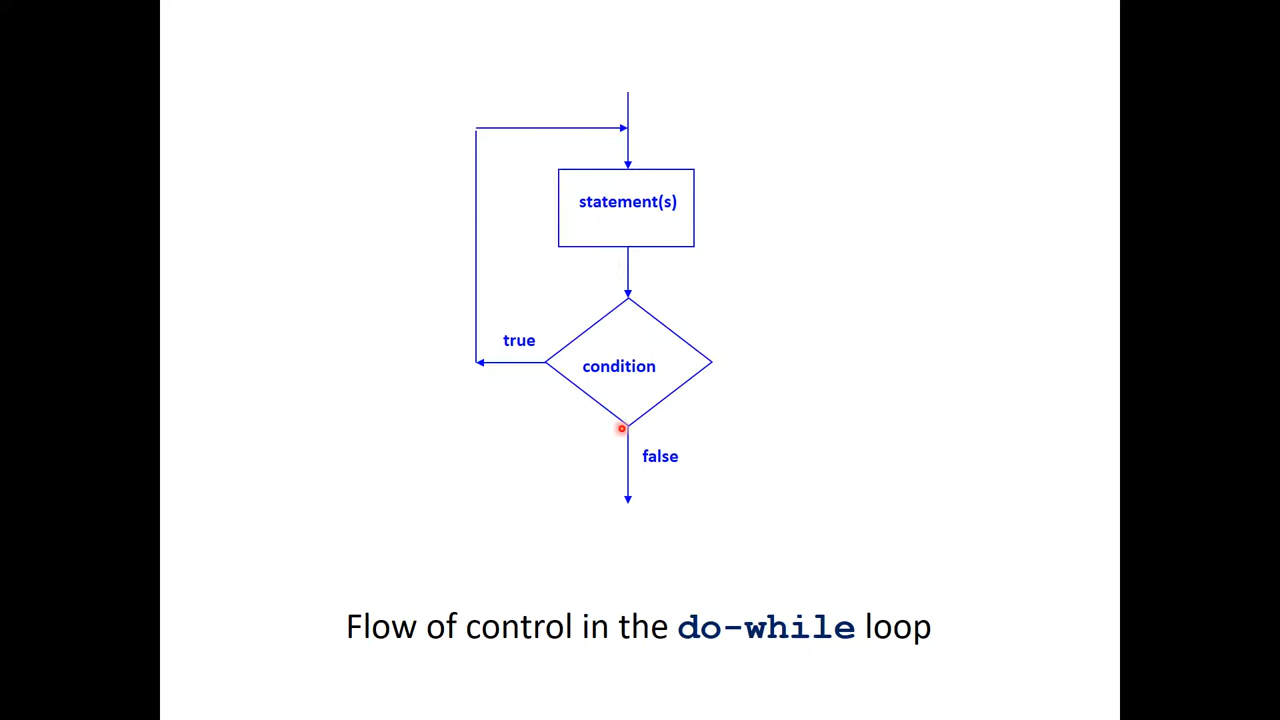 statement(s)
true
condition
false
Flow of control in the do-while loop